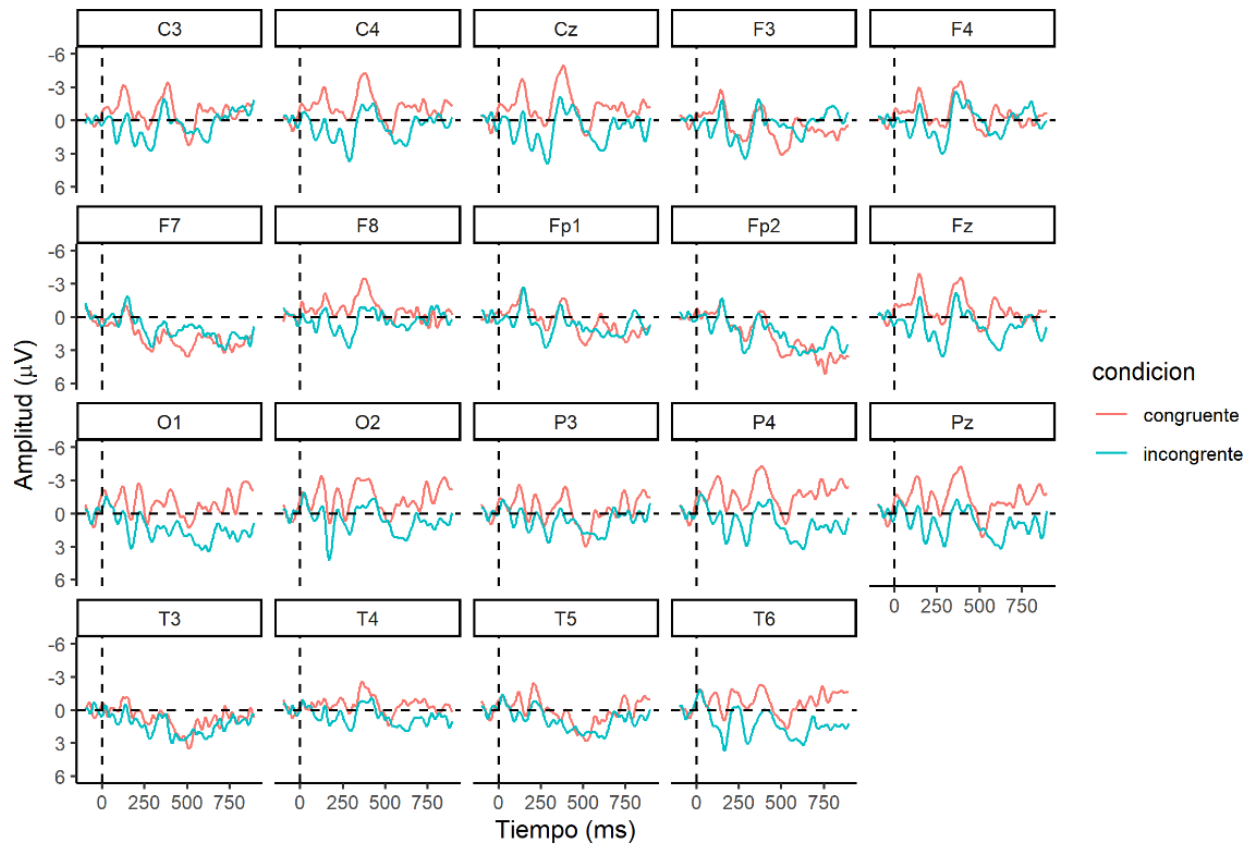 C3 C4 Cz F3 F4
-6
-3
0
3
6
F7 F8 Fp1 Fp2 Fz
-6
-3
0
3
6
O1 O2 P3 P4 Pz
-6
-3
0
3
6
0 250 500 750
T3 T4 T5 T6
-6
-3
0
3
6
0 250 500 750 0 250 500 750 0 250 500 750 0 250 500 750
Tiempo (ms)
Amplitud (μV)
condicion
congruente
incongrente